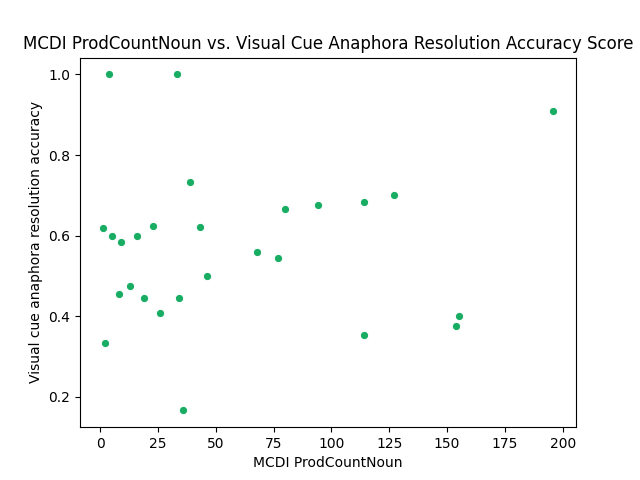 MCDI ProdCountNoun vs. Visual Cue Anaphora Resolution Accuracy Score
1.0
0.8
0.6
0.4
0.2
Visual cue anaphora resolution accuracy
0 25 50 75 100 125 150 175 200
MCDI ProdCountNoun